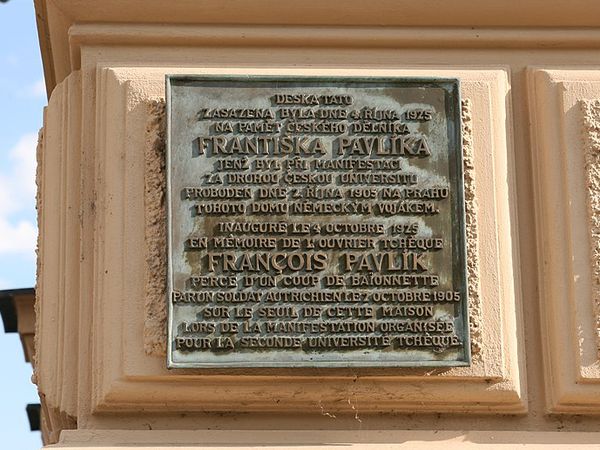 DESKA TATO
ZASAZENA BYLA DNE 4. ŘÍJNA 1925
NA PAMĚT ČESKÉHO DĚLNÍKA
FRANTIŠKA PAVLÍKA
JENŽ BYL PŘI MANIFESTACI
ZA DRUHOU ČESKOU UNIVERSITU
PROBODEN DNE 2. ŘÍJNA 1905 NA PRAHU
TOHOTO DOMU NĚMECKÝM VOJÁKEM.
INAUGURÉ LE 4 OCTOBRE 1925
EN MÉMOIRE DE L'OUVRIER TCHÈQUE
FRANÇOIS PAVLÍK
PERCÉ D'UN COUP DE BAÏONNETTE
PAR UN SOLDAT AUTRICHIEN LE 2 OCTOBRE 1905
SUR LE SEUIL DE CETTE MAISON
LORS DE LA MANIFESTATION ORGANISÉE
POUR LA SECONDE UNIVERSITÉ TCHÈQUE.